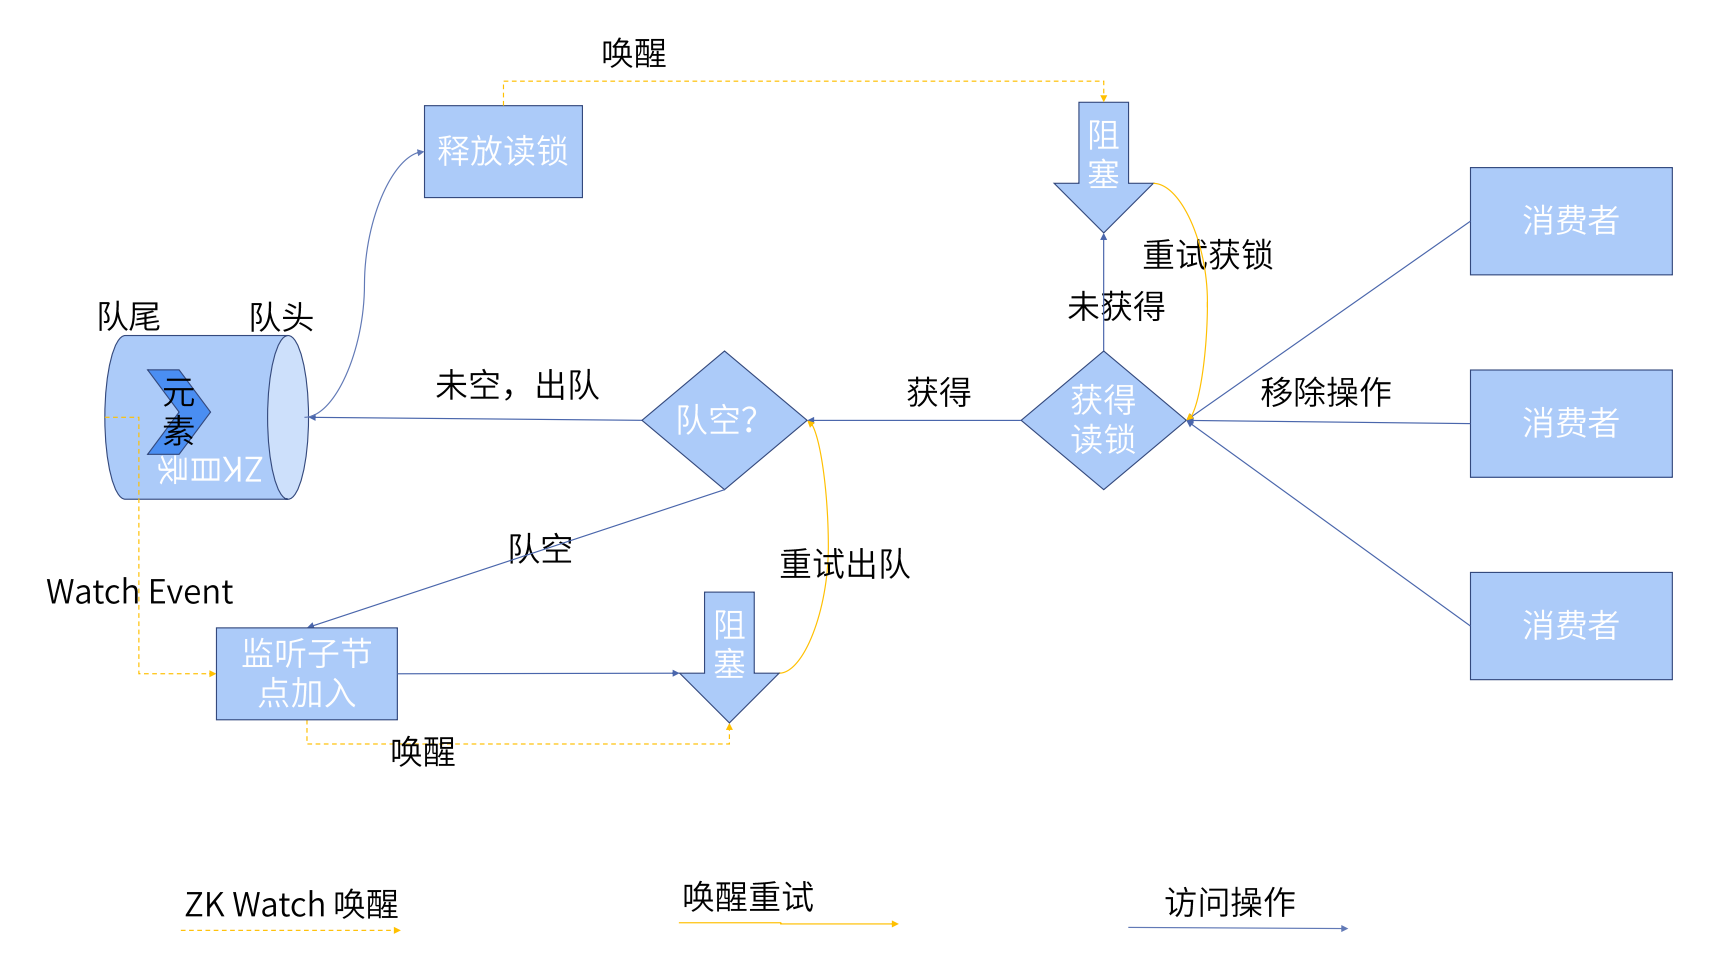 唤醒
释放读锁
阻
塞
消费者
重试获锁
未获得
队尾
队头
元
素
ZK目录
未空，出队
队空？
获得
获得
读锁
移除操作
消费者
队空
重试出队
Watch Event
监听子节
点加入
阻
塞
消费者
唤醒
ZK Watch 唤醒
唤醒重试
访问操作